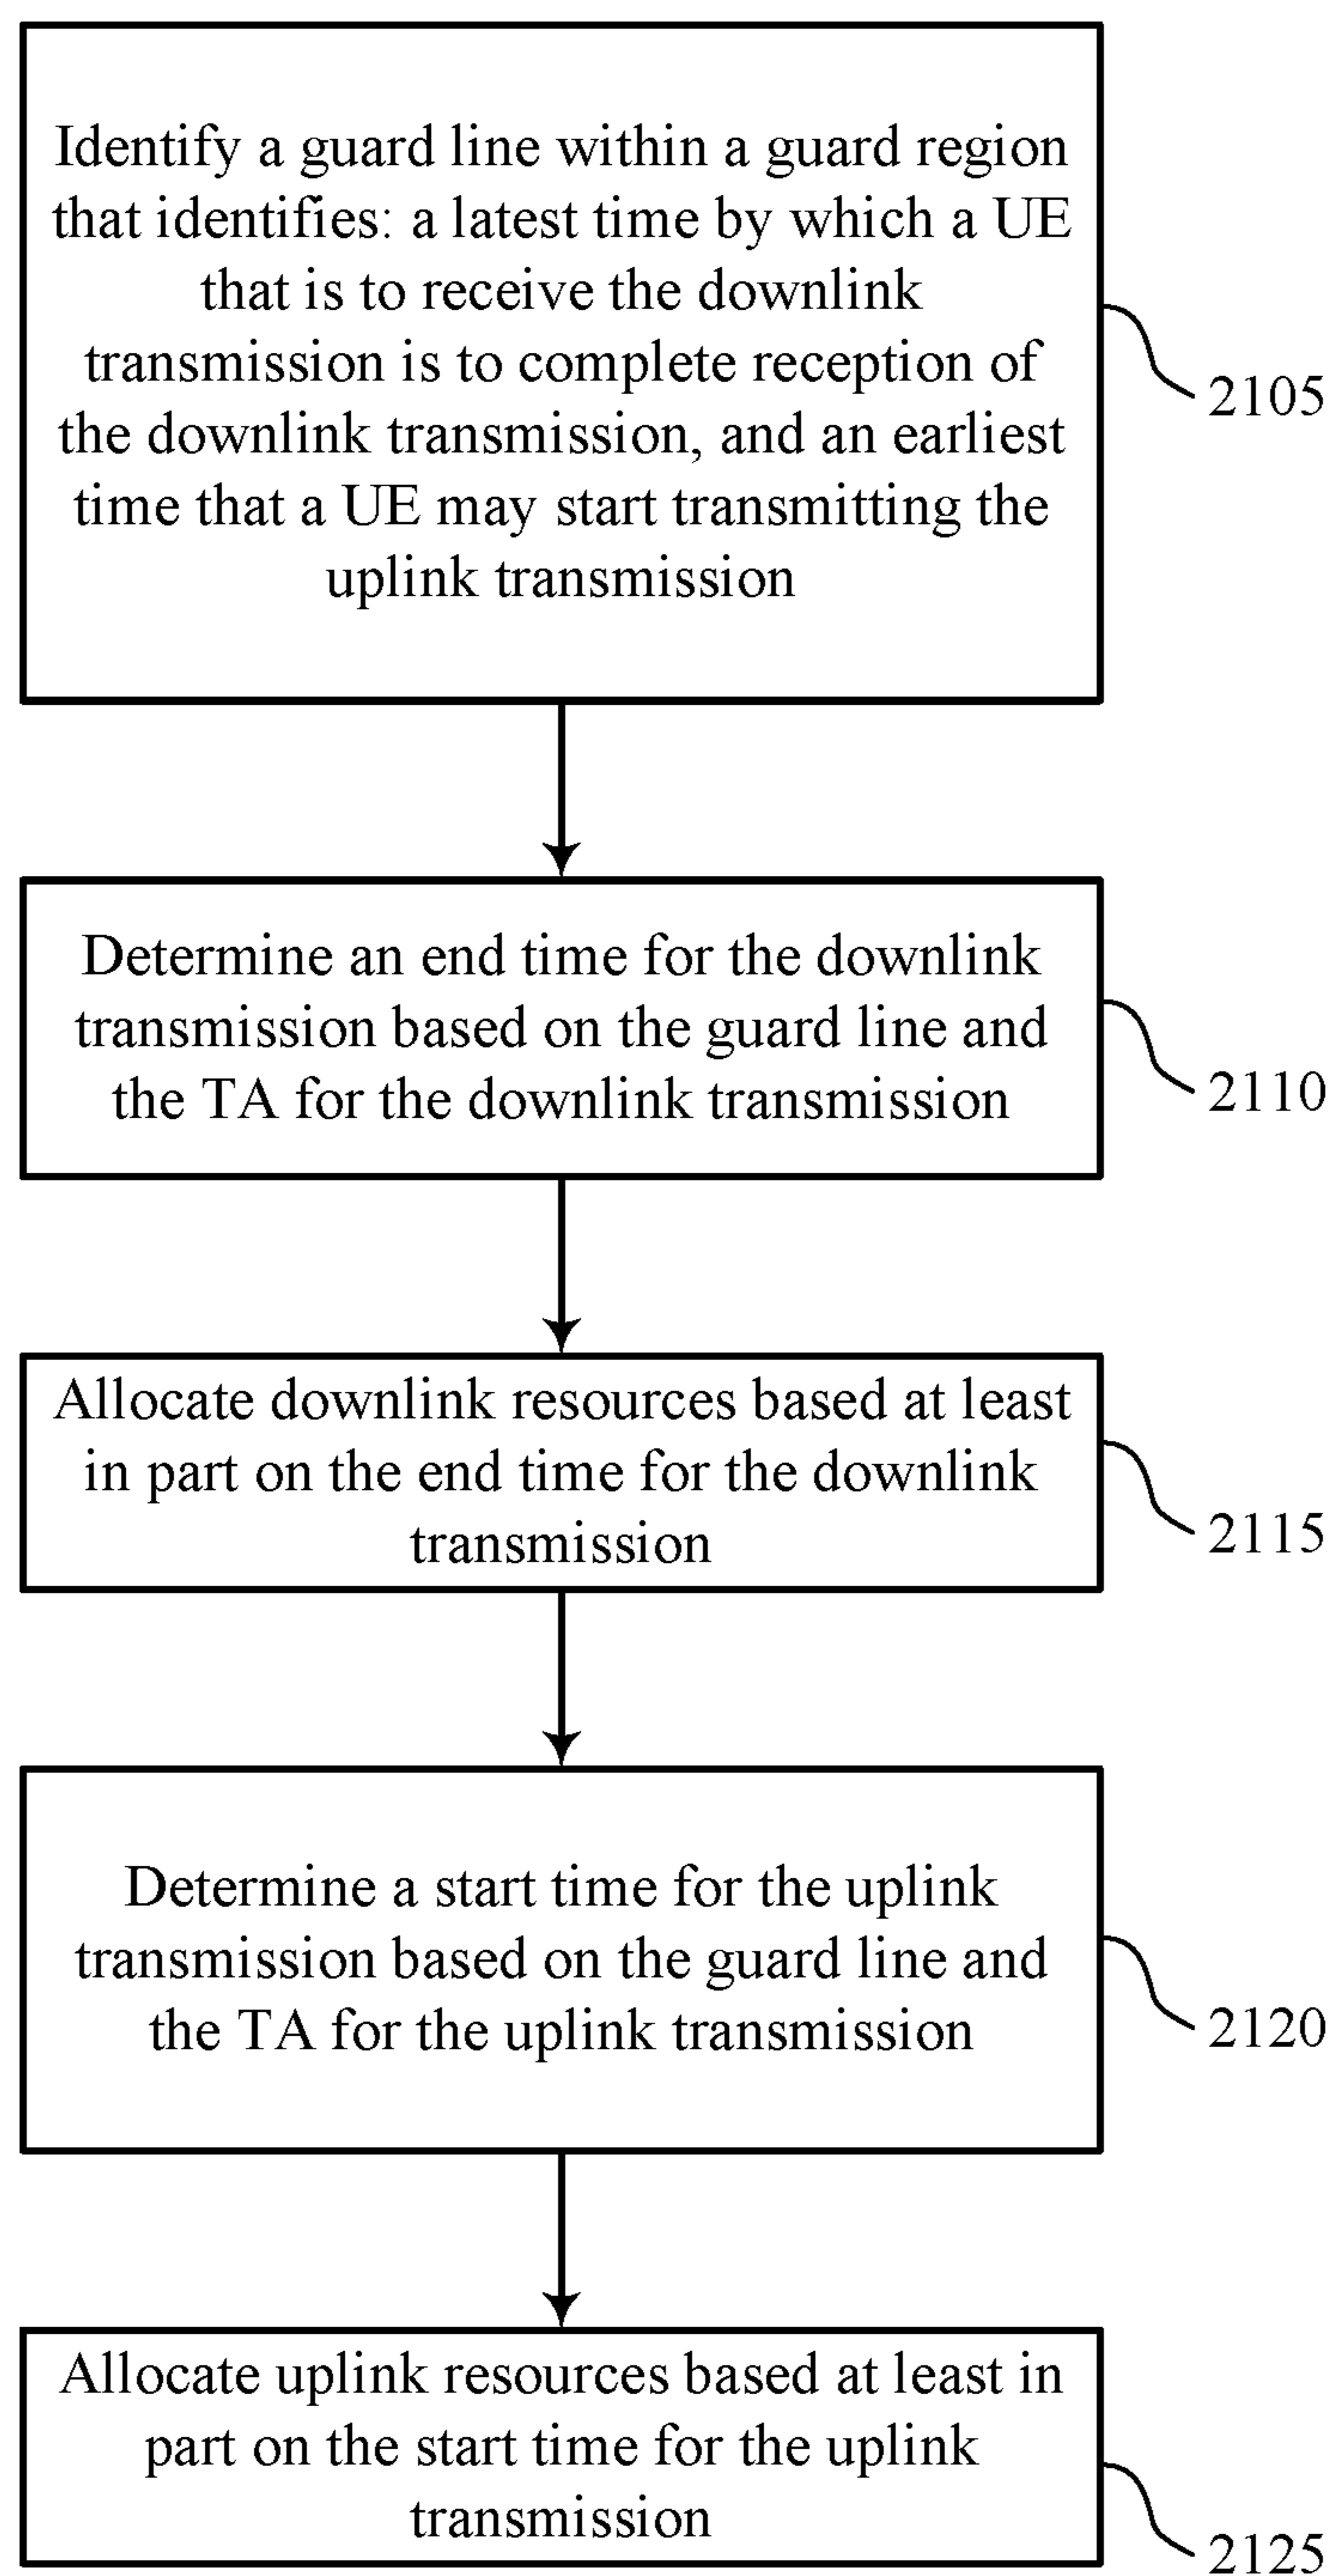 Identify a guard line within a guard region
that identifies: a latest time by which a UE
that is to receive the downlink
transmission is to complete reception of
the downlink transmission, and an earliest
time that a UE may start transmitting the
uplink transmission
2105
Determine an end time for the downlink
transmission based on the guard line and
the TA for the downlink transmission
2110
Allocate downlink resources based at least
in part on the end time for the downlink
transmission
2115
Determine a start time for the uplink
transmission based on the guard line and
the TA for the uplink transmission
2120
Allocate uplink resources based at least in
part on the start time for the uplink
transmission
2125